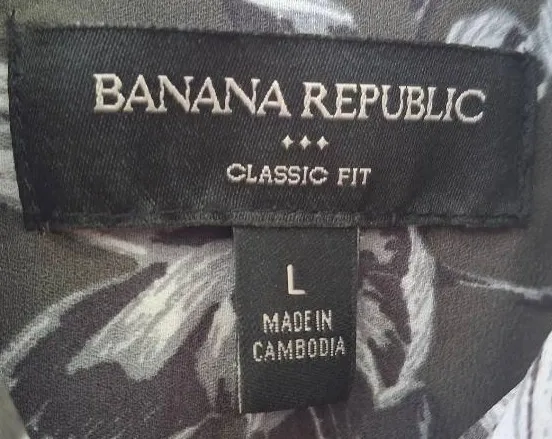 BANANA REPUBLIC
CLASSIC FIT
L
MADE IN
CAMBODIA